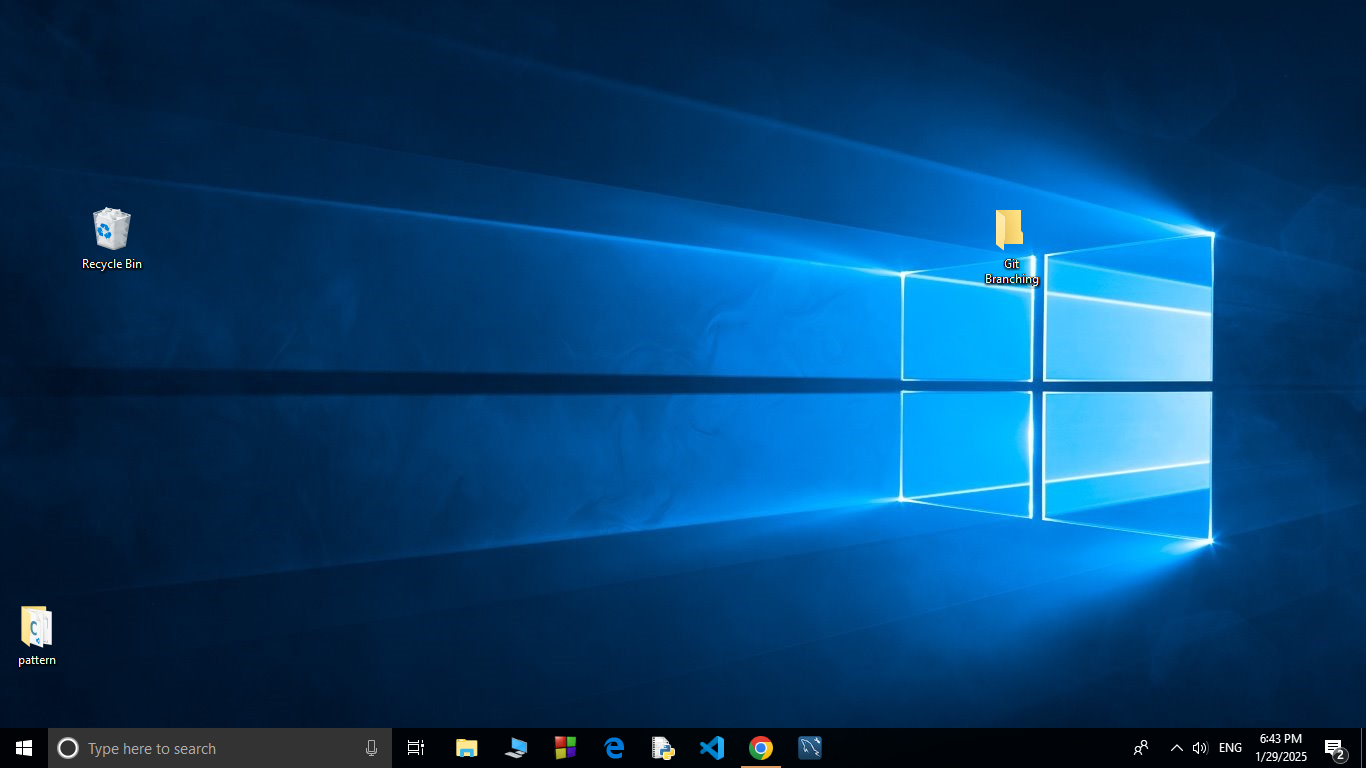 Recycle Bin
Git
Branching
pattern
Type here to search
ENG
6:43 PM
1/29/2025
2